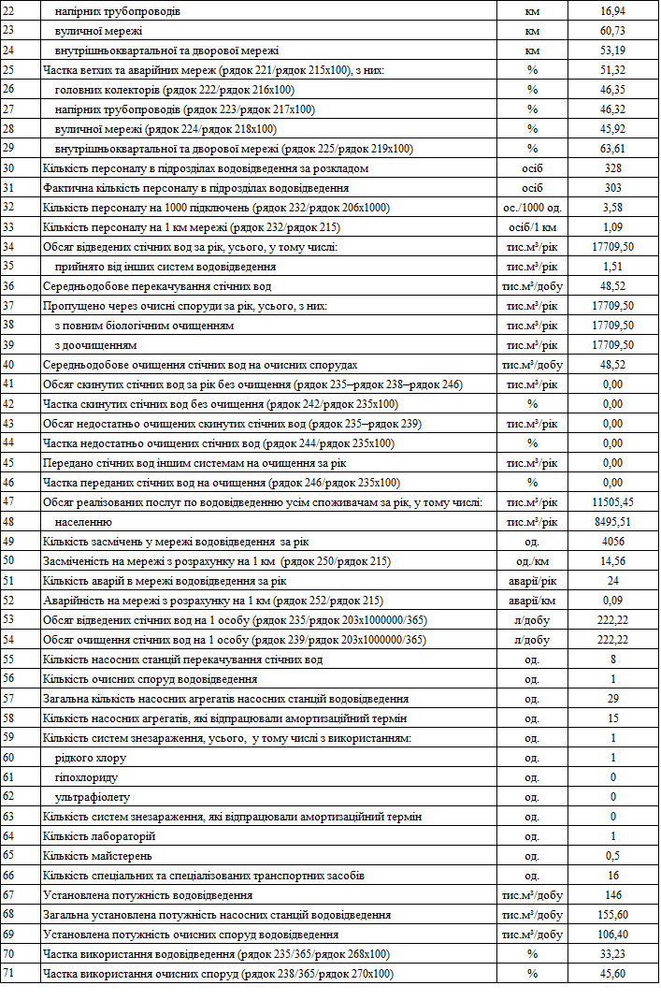 22 напірних трубопроводів км 16,94
23 вуличної мережі км 60,73
24 внутрішньоквартальної та дворової мережі км 53,19
25 Частка ветхих та аварійних мереж (рядок 221/рядок 215х100), з них: % 51,32
26 головних колекторів (рядок 222/рядок 216х100) % 46,35
27 напірних трубопроводів (рядок 223/рядок 217х100) % 46,32
28 вуличної мережі (рядок 224/рядок 218х100) % 45,92
29 внутрішньоквартальної та дворової мережі (рядок 225/рядок 219х100) % 63,61
30 Кількість персоналу в підрозділах водовідведення за розкладом осіб 328
31 Фактична кількість персоналу в підрозділах водовідведення осіб 303
32 Кількість персоналу на 1000 підключень (рядок 232/рядок 206х1000) ос./1000 од. 3,58
33 Кількість персоналу на 1 км мережі (рядок 232/рядок 215) осіб/1 км 1,09
34 Обсяг відведених стічних вод за рік, усього, у тому числі: тис.м³/рік 17709,50
35 прийнято від інших систем водовідведення тис.м³/рік 1,51
36 Середньодобове перекачування стічних вод тис.м³/добу 48,52
37 Пропущено через очисні споруди за рік, усього, з них: тис.м³/рік 17709,50
38 з повним біологічним очищенням тис.м³/рік 17709,50
39 з доочищенням тис.м³/рік 17709,50
40 Середньодобове очищення стічних вод на очисних спорудах тис.м³/добу 48,52
41 Обсяг скинутих стічних вод за рік без очищення (рядок 235–рядок 238–рядок 246) тис.м³/рік 0,00
42 Частка скинутих стічних вод без очищення (рядок 242/рядок 235х100) % 0,00
43 Обсяг недостатньо очищених скинутих стічних вод (рядок 235–рядок 239) тис.м³/рік 0,00
44 Частка недостатньо очищених стічних вод (рядок 244/рядок 235х100) % 0,00
45 Передано стічних вод іншим системам на очищення за рік тис.м³/рік 0,00
46 Частка переданих стічних вод на очищення (рядок 246/рядок 235х100) % 0,00
47 Обсяг реалізованих послуг по водовідведенню усім споживачам за рік, у тому числі: тис.м³/рік 11505,45
48 населенню тис.м³/рік 8495,51
49 Кількість засмічень у мережі водовідведення за рік од. 4056
50 Засміченість на мережі з розрахунку на 1 км (рядок 250/рядок 215) од./км 14,56
51 Кількість аварій в мережі водовідведення за рік аварії/рік 24
52 Аварійність на мережі з розрахунку на 1 км (рядок 252/рядок 215) аварії/км 0,09
53 Обсяг відведених стічних вод на 1 особу (рядок 235/рядок 203х1000000/365) л/добу 222,22
54 Обсяг очищення стічних вод на 1 особу (рядок 239/рядок 203х1000000/365) л/добу 222,22
55 Кількість насосних станцій перекачування стічних вод од. 8
56 Кількість очисних споруд водовідведення од. 1
57 Загальна кількість насосних агрегатів насосних станцій водовідведення од. 29
58 Кількість насосних агрегатів, які відпрацювали амортизаційний термін од. 15
59 Кількість систем знезараження, усього, у тому числі з використанням: од. 1
60 рідкого хлору од. 1
61 гіпохлориду од. 0
62 ультрафіолету од. 0
63 Кількість систем знезараження, які відпрацювали амортизаційний термін од. 0
64 Кількість лабораторій од. 1
65 Кількість майстерень од. 0,5
66 Кількість спеціальних та спеціалізованих транспортних засобів од. 16
67 Установлена потужність водовідведення тис.м³/добу 146
68 Загальна установлена потужність насосних станцій водовідведення тис.м³/добу 155,60
69 Установлена потужність очисних споруд водовідведення тис.м³/добу 106,40
70 Частка використання водовідведення (рядок 235/365/рядок 268х100) % 33,23
71 Частка використання очисних споруд (рядок 238/365/рядок 270х100) % 45,60